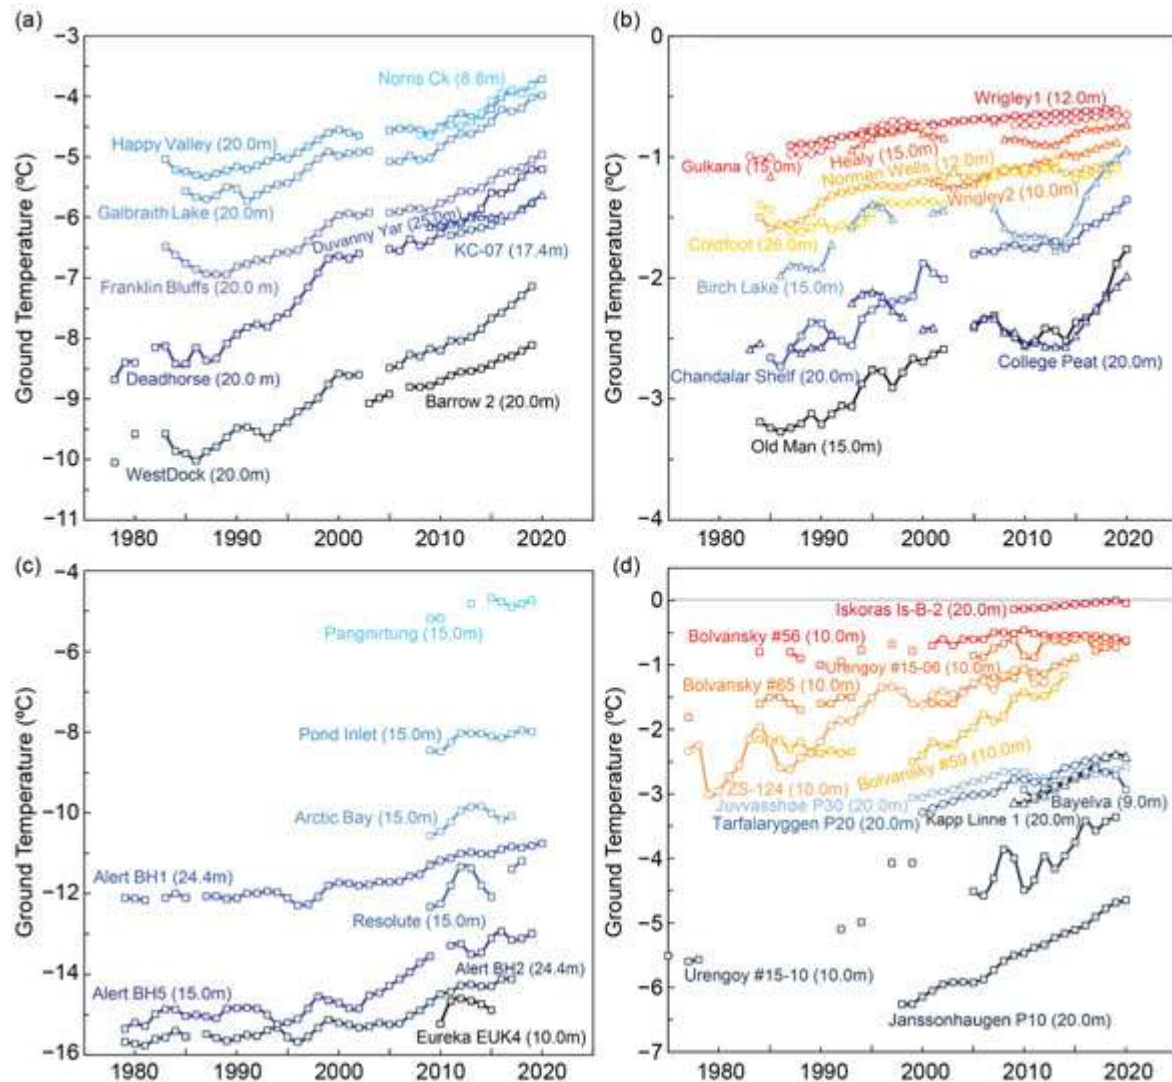 (a)
−3
−4
−5
−6
−7
−8
−9
−10
−11
Ground Temperature (ºC)
Norris Ck (8.8m)
Happy Valley (20.0m)
Galbraith Lake (20.0m)
Duvanny Yar (25.0m)
KC-07 (17.4m)
Franklin Bluffs (20.0 m)
Deadhorse (20.0 m)
Barrow 2 (20.0m)
WestDock (20.0m)
1980 1990 2000 2010 2020
(b)
0
−1
−2
−3
−4
Ground Temperature (ºC)
Wrigley1 (12.0m)
Gulkana (15.0m)
Healy (15.0m)
Norman Wells (12.0m)
Wrigley2 (10.0m)
Coldfoot (26.0m)
Birch Lake (15.0m)
Chandalar Shelf (20.0m)
College Peat (20.0m)
Old Man (15.0m)
1980 1990 2000 2010 2020
(c)
−4
−6
−8
−10
−12
−14
−16
Ground Temperature (ºC)
Pangnirtung (15.0m)
Pond Inlet (15.0m)
Arctic Bay (15.0m)
Alert BH1 (24.4m)
Resolute (15.0m)
Alert BH2 (24.4m)
Alert BH5 (15.0m)
Eureka EUK4 (10.0m)
1980 1990 2000 2010 2020
(d)
0
−1
−2
−3
−4
−5
−6
−7
Ground Temperature (ºC)
Iskoras Is-B-2 (20.0m)
Bolvansky #56 (10.0m)
Urengoy #15-06 (10.0m)
Bolvansky #65 (10.0m)
Bolvansky #59 (10.0m)
ZS-124 (10.0m)
Juvvasshøe P30 (20.0m)
Bayelva (9.0m)
Tarfalaryggen P20 (20.0m)
Kapp Linne 1 (20.0m)
Urengoy #15-10 (10.0m)
Janssonhaugen P10 (20.0m)
1980 1990 2000 2010 2020